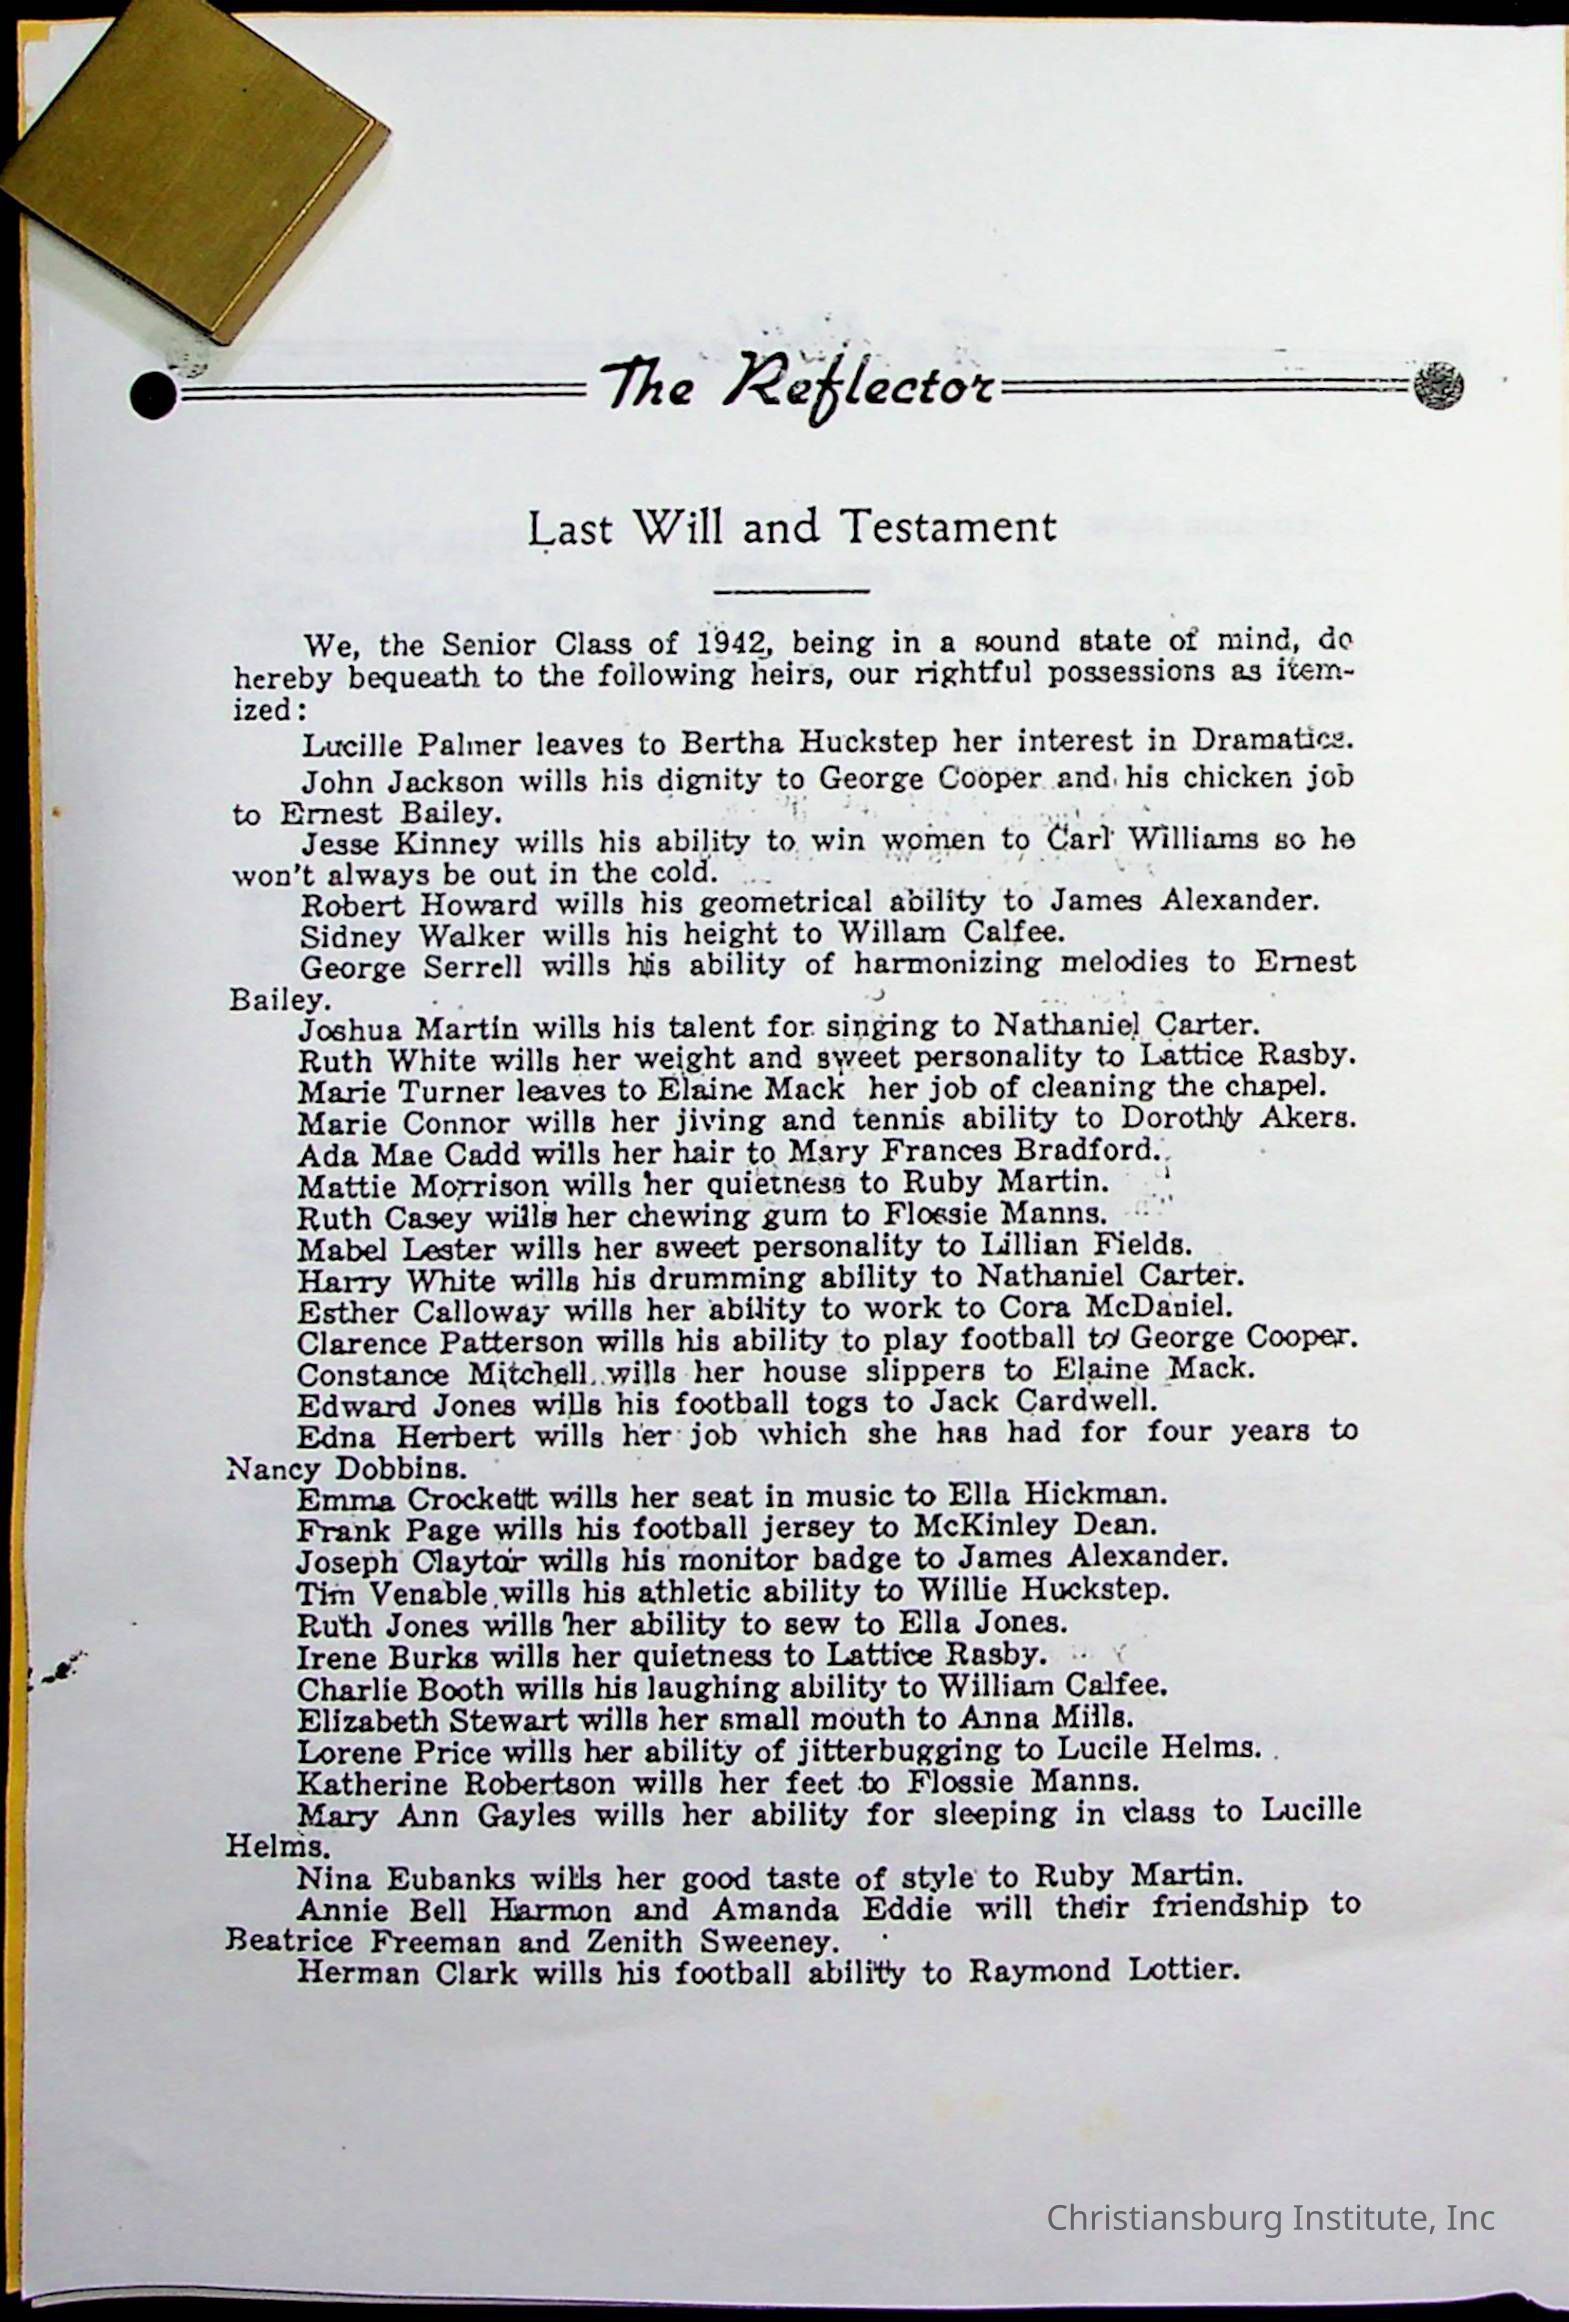 The Reflector
Last Will and Testament
We, the Senior Class of 1942, being in a sound state of mind, do
hereby bequeath to the following heirs, our rightful possessions as item-
ized:
Lucille Palmer leaves to Bertha Huckstep her interest in Dramatics.
John Jackson wills his dignity to George Cooper and his chicken job
to Ernest Bailey.
Jesse Kinney wills his ability to win women to Carl Williams so he
won't always be out in the cold.
Robert Howard wills his geometrical ability to James Alexander.
Sidney Walker wills his height to Willam Calfee.
George Serrell wills his ability of harmonizing melodies to Ernest
Bailey.
Joshua Martin wills his talent for singing to Nathaniel Carter.
Ruth White wills her weight and sweet personality to Lattice Rasby.
Marie Turner leaves to Elaine Mack her job of cleaning the chapel.
Marie Connor wills her jiving and tennis ability to Dorothy Akers.
Ada Mae Cadd wills her hair to Mary Frances Bradford.
Mattie Morrison wills her quietness to Ruby Martin.
Ruth Casey wills her chewing gum to Flossie Manns.
Mabel Lester wills her sweet personality to Lillian Fields.
Harry White wills his drumming ability to Nathaniel Carter.
Esther Calloway wills her ability to work to Cora McDaniel.
Clarence Patterson wills his ability to play football to George Cooper.
Constance Mitchell wills her house slippers to Elaine Mack.
Edward Jones wills his football togs to Jack Cardwell.
Edna Herbert wills her job which she has had for four years to
Nancy Dobbins.
Emma Crockett wills her seat in music to Ella Hickman.
Frank Page wills his football jersey to McKinley Dean.
Joseph Claytor wills his monitor badge to James Alexander.
Tim Venable wills his athletic ability to Willie Huckstep.
Ruth Jones wills her ability to sew to Ella Jones.
Irene Burks wills her quietness to Lattice Rasby.
Charlie Booth wills his laughing ability to William Calfee.
Elizabeth Stewart wills her small mouth to Anna Mills.
Lorene Price wills her ability of jitterbugging to Lucile Helms.
Katherine Robertson wills her feet to Flossie Manns.
Mary Ann Gayles wills her ability for sleeping in class to Lucille
Helms.
Nina Eubanks wills her good taste of style to Ruby Martin.
Annie Bell Harmon and Amanda Eddie will their friendship to
Beatrice Freeman and Zenith Sweeney.
Herman Clark wills his football ability to Raymond Lottier.
Christiansburg Institute, Inc